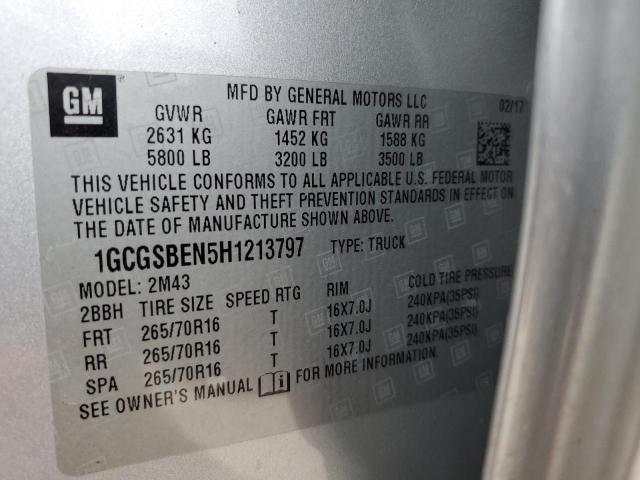 GM
MFD BY GENERAL MOTORS LLC 02/17
GVWR GAWR FRT GAWR RR
2631 KG 1452 KG 1588 KG
5800 LB 3200 LB 3500 LB
THIS VEHICLE CONFORMS TO ALL APPLICABLE U.S. FEDERAL MOTOR
VEHICLE SAFETY AND THEFT PREVENTION STANDARDS IN EFFECT ON
THE DATE OF MANUFACTURE SHOWN ABOVE.
1GCGSBEN5H1213797 TYPE: TRUCK
MODEL: 2M43
2BBH TIRE SIZE SPEED RTG RIM COLD TIRE PRESSURE
FRT 265/70R16 T 16X7.0J 240KPA(35PSI)
RR 265/70R16 T 16X7.0J 240KPA(35PSI)
SPA 265/70R16 T 16X7.0J 240KPA(35PSI)
SEE OWNER'S MANUAL FOR MORE INFORMATION.